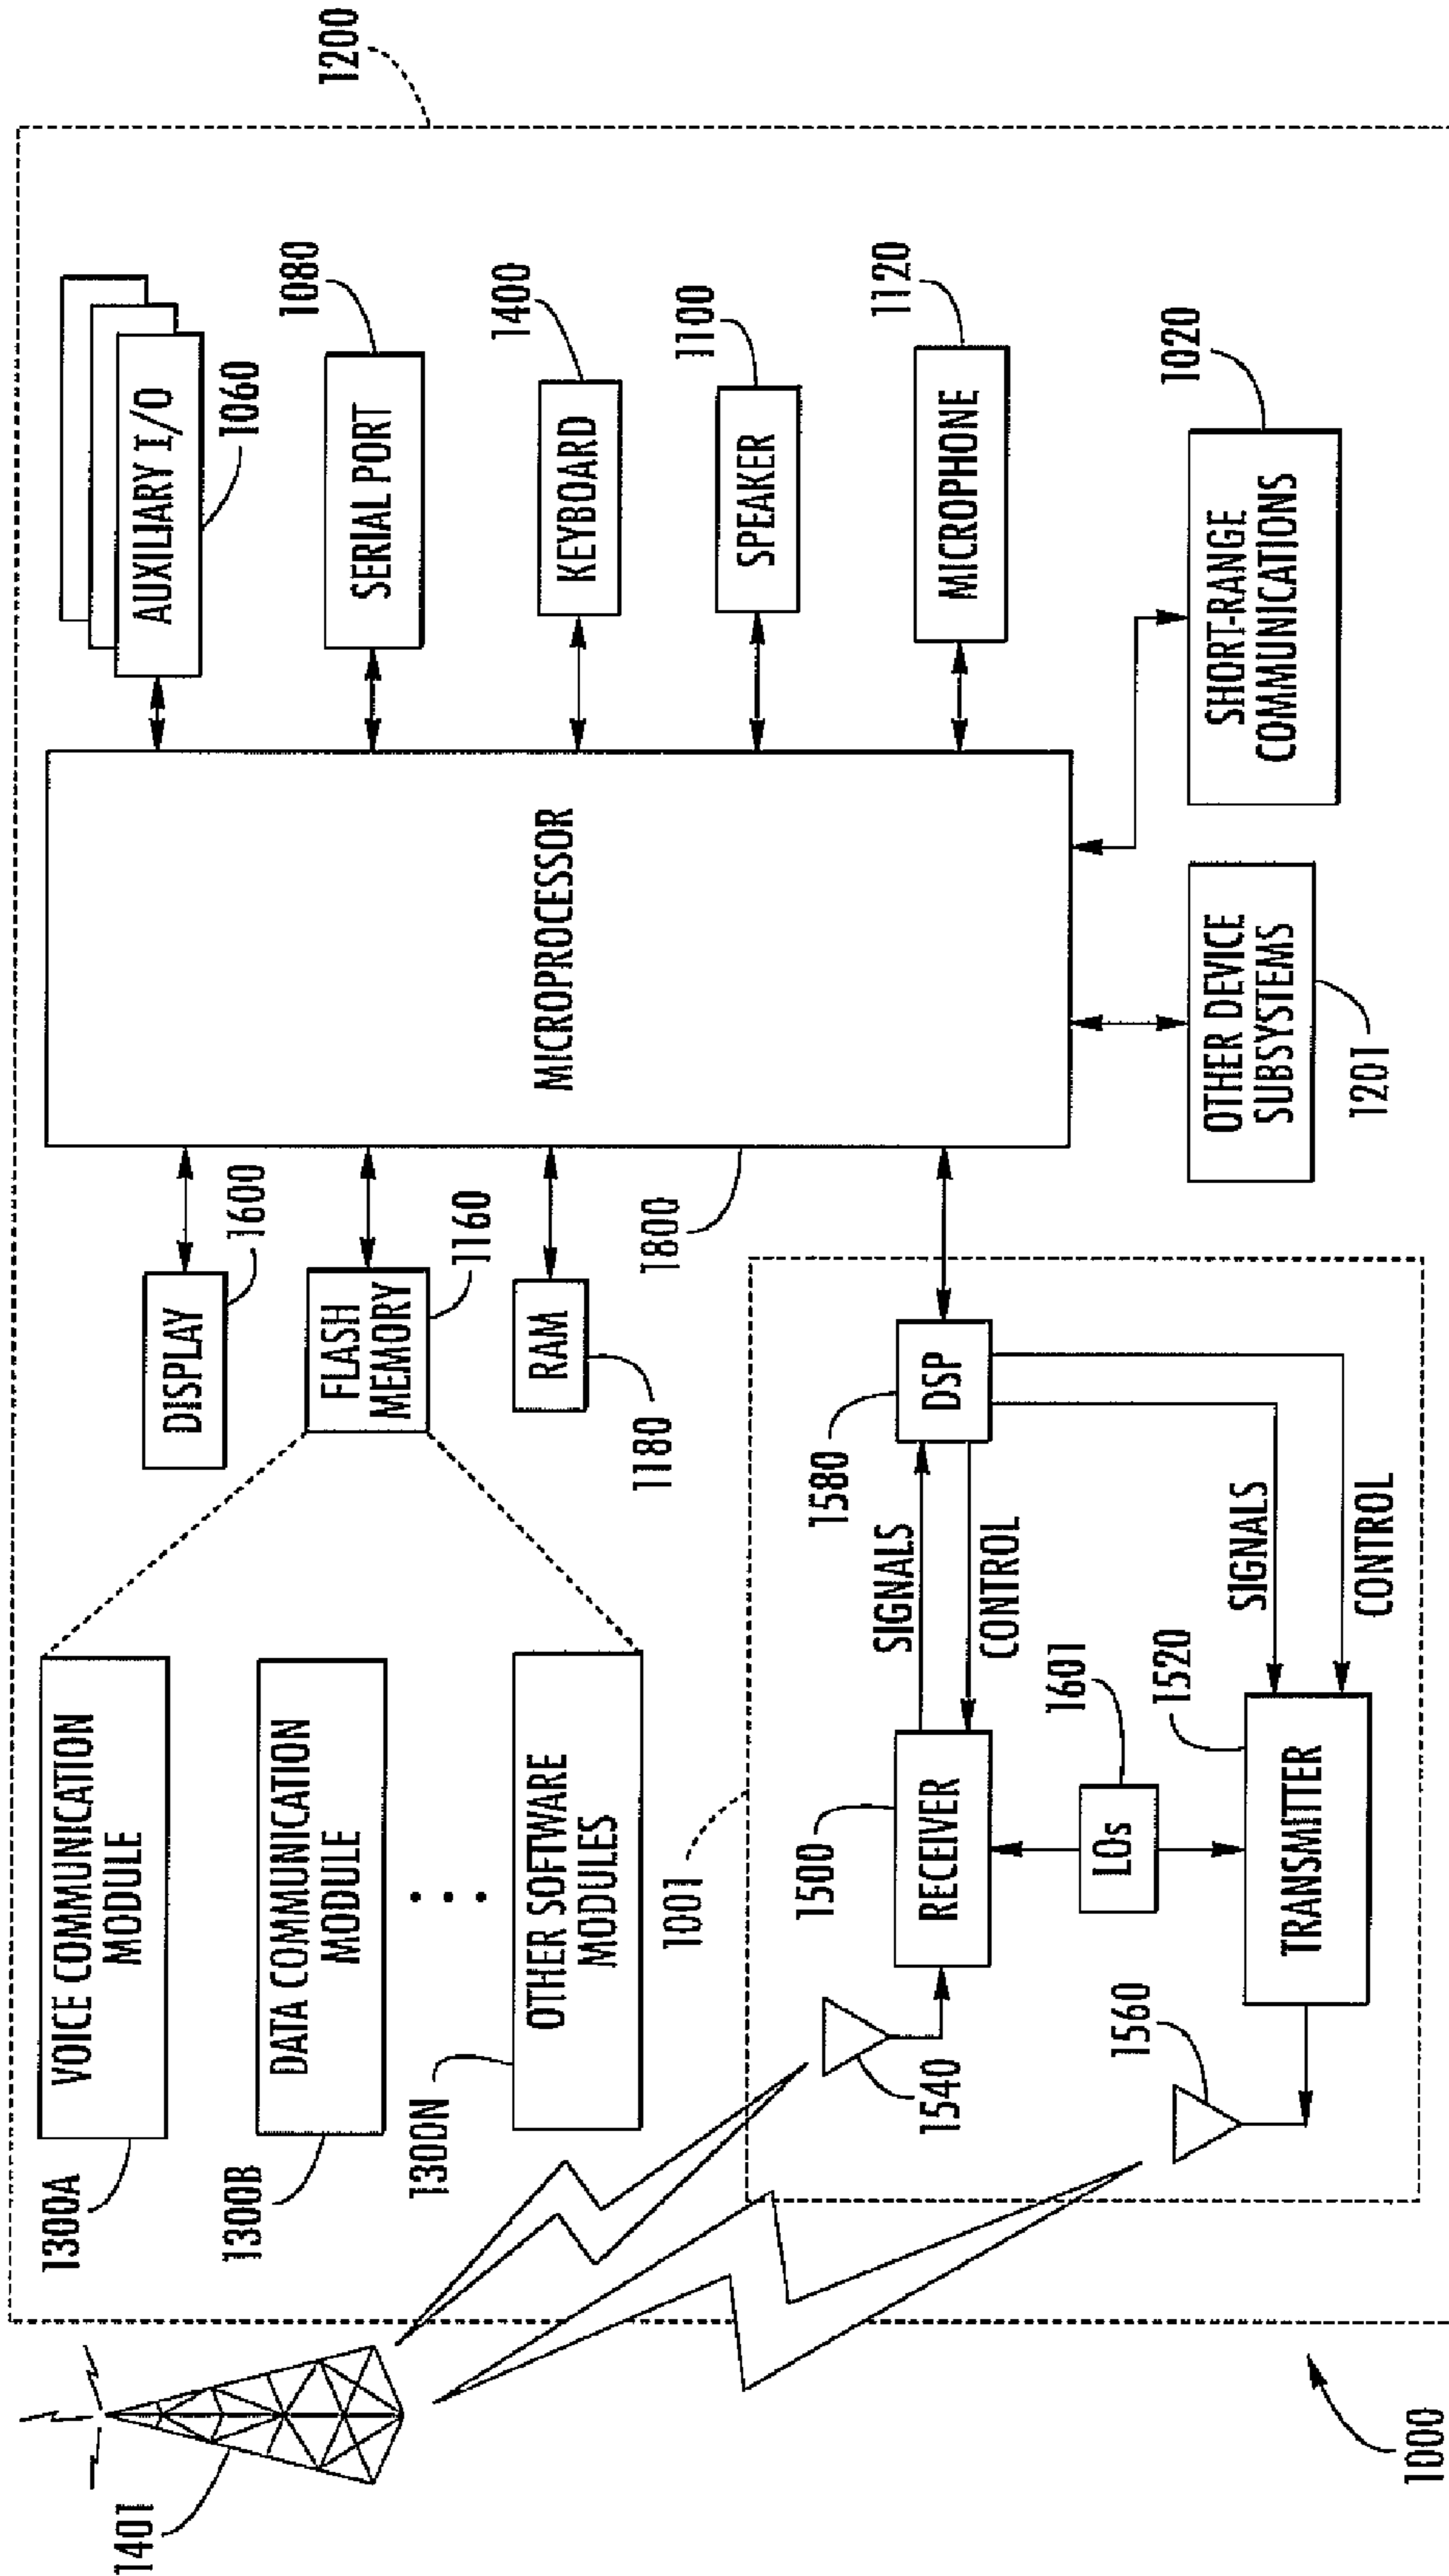 1200
AUXILIARY I/O
1060
SERIAL PORT
1080
KEYBOARD
1400
SPEAKER
1100
MICROPHONE
1120
SHORT-RANGE
COMMUNICATIONS
1020
OTHER DEVICE
SUBSYSTEMS
1201
MICROPROCESSOR
1800
DISPLAY
1600
FLASH
MEMORY
1160
RAM
1180
VOICE COMMUNICATION
MODULE
1300A
DATA COMMUNICATION
MODULE
1300B
OTHER SOFTWARE
MODULES
1300N
1001
DSP
1580
SIGNALS
CONTROL
RECEIVER
1500
LOs
1601
SIGNALS
CONTROL
TRANSMITTER
1520
1540
1560
1401
1000